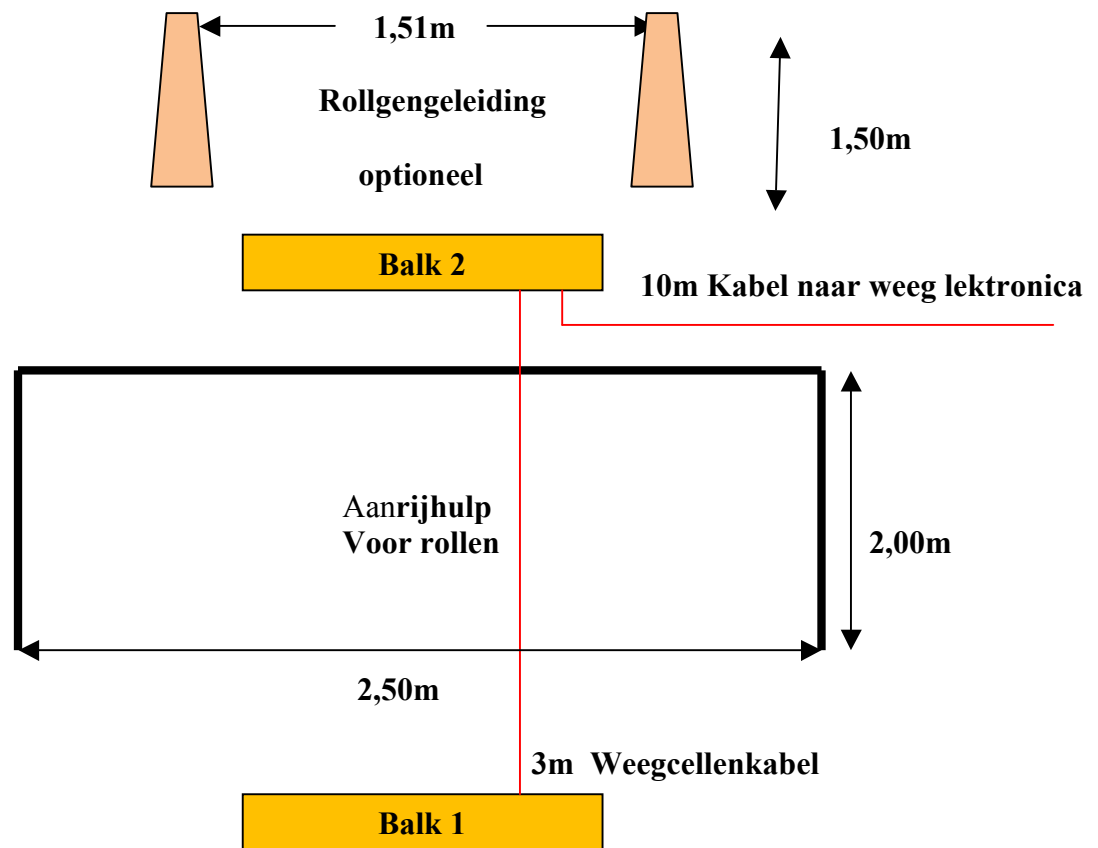 1,51m
Rollgengeleiding
optioneel
1,50m
Balk 2
10m Kabel naar weeg lektronica
Aanrijhulp
Voor rollen
2,00m
2,50m
3m Weegcellenkabel
Balk 1